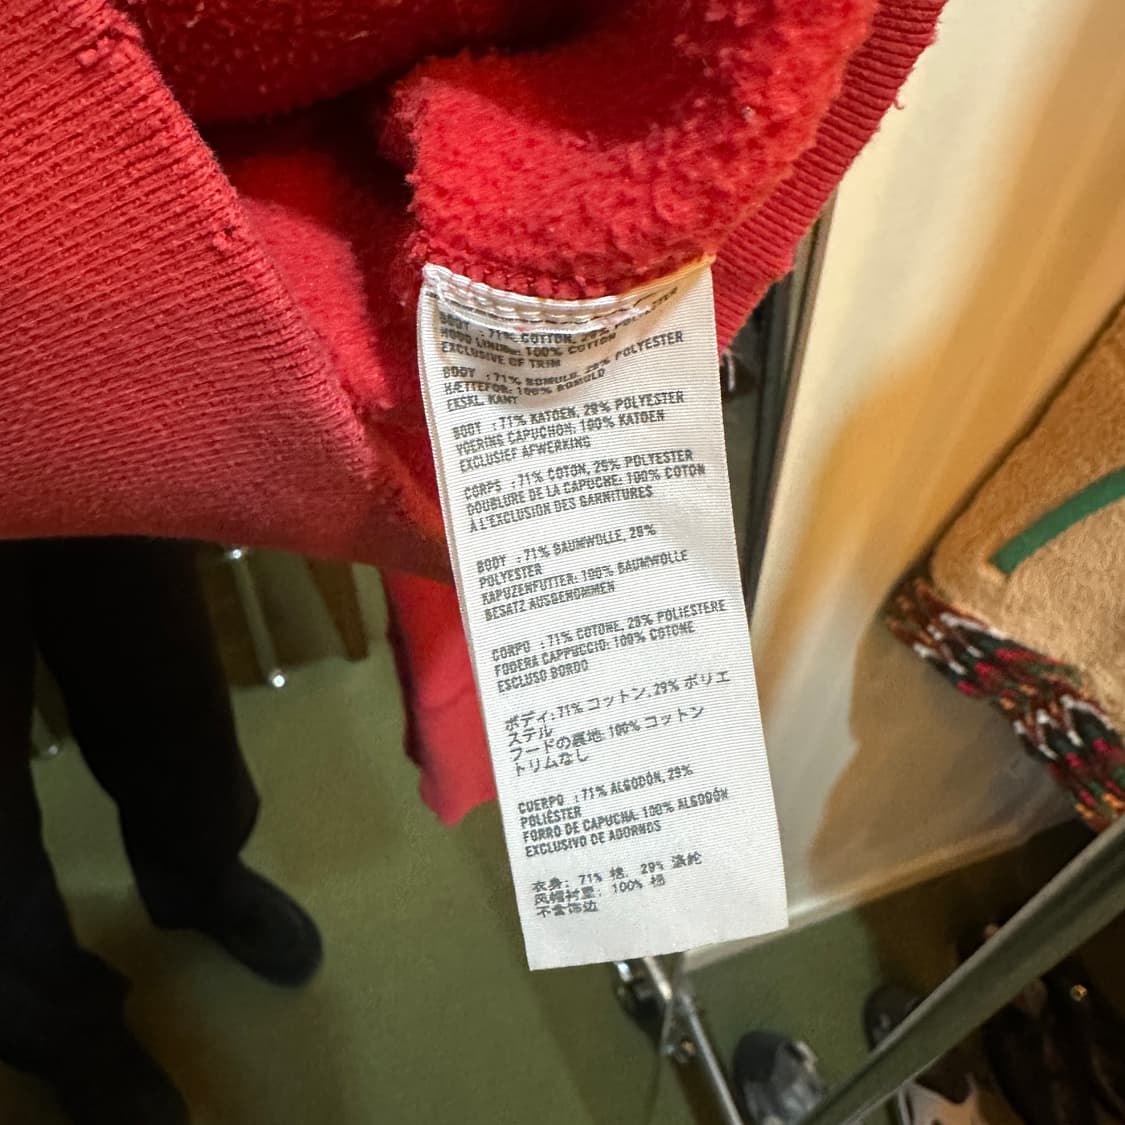 BODY : 71% COTTON, 29% POLYESTER
HOOD LINING: 100% COTTON
EXCLUSIVE OF TRIM
BODY : 71% BOMULD, 29% POLYESTER
HÆTTEFOR: 100% BOMULD
EKSKL. KANT
BODY : 71% KATOEN, 29% POLYESTER
VOERING CAPUCHON: 100% KATOEN
EXCLUSIEF AFWERKING
CORPS : 71% COTON, 29% POLYESTER
DOUBLURE DE LA CAPUCHE: 100% COTON
À L'EXCLUSION DES GARNITURES
BODY : 71% BAUMWOLLE, 29%
POLYESTER
KAPUZENFUTTER: 100% BAUMWOLLE
BESATZ AUSGENOMMEN
CORPO : 71% COTONE, 29% POLIESTERE
FODERA CAPPUCCIO: 100% COTONE
ESCLUSO BORDO
ボディ: 71% コットン, 29% ポリエ
ステル
フードの裏地: 100% コットン
トリムなし
CUERPO : 71% ALGODÓN, 29%
POLIÉSTER
FORRO DE CAPUCHA: 100% ALGODÓN
EXCLUSIVO DE ADORNOS
衣身: 71% 棉, 29% 涤纶
风帽衬里: 100% 棉
不含饰边